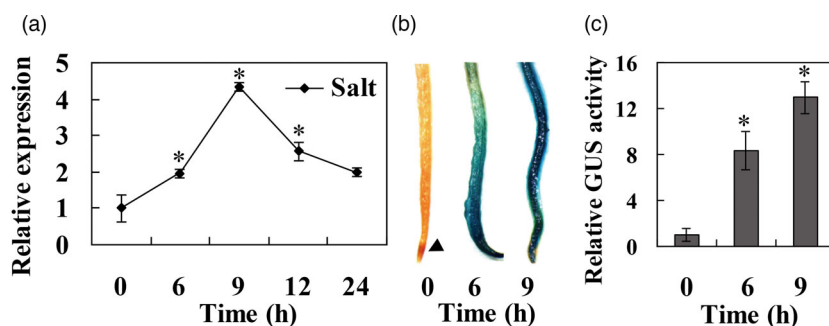 (a)
Relative expression
5
4
3
2
1
0
*
*
*
Salt
0 6 9 12 24
Time (h)
(b)
0 6 9
Time (h)
(c)
Relative GUS activity
16
12
8
4
0
*
*
0 6 9
Time (h)